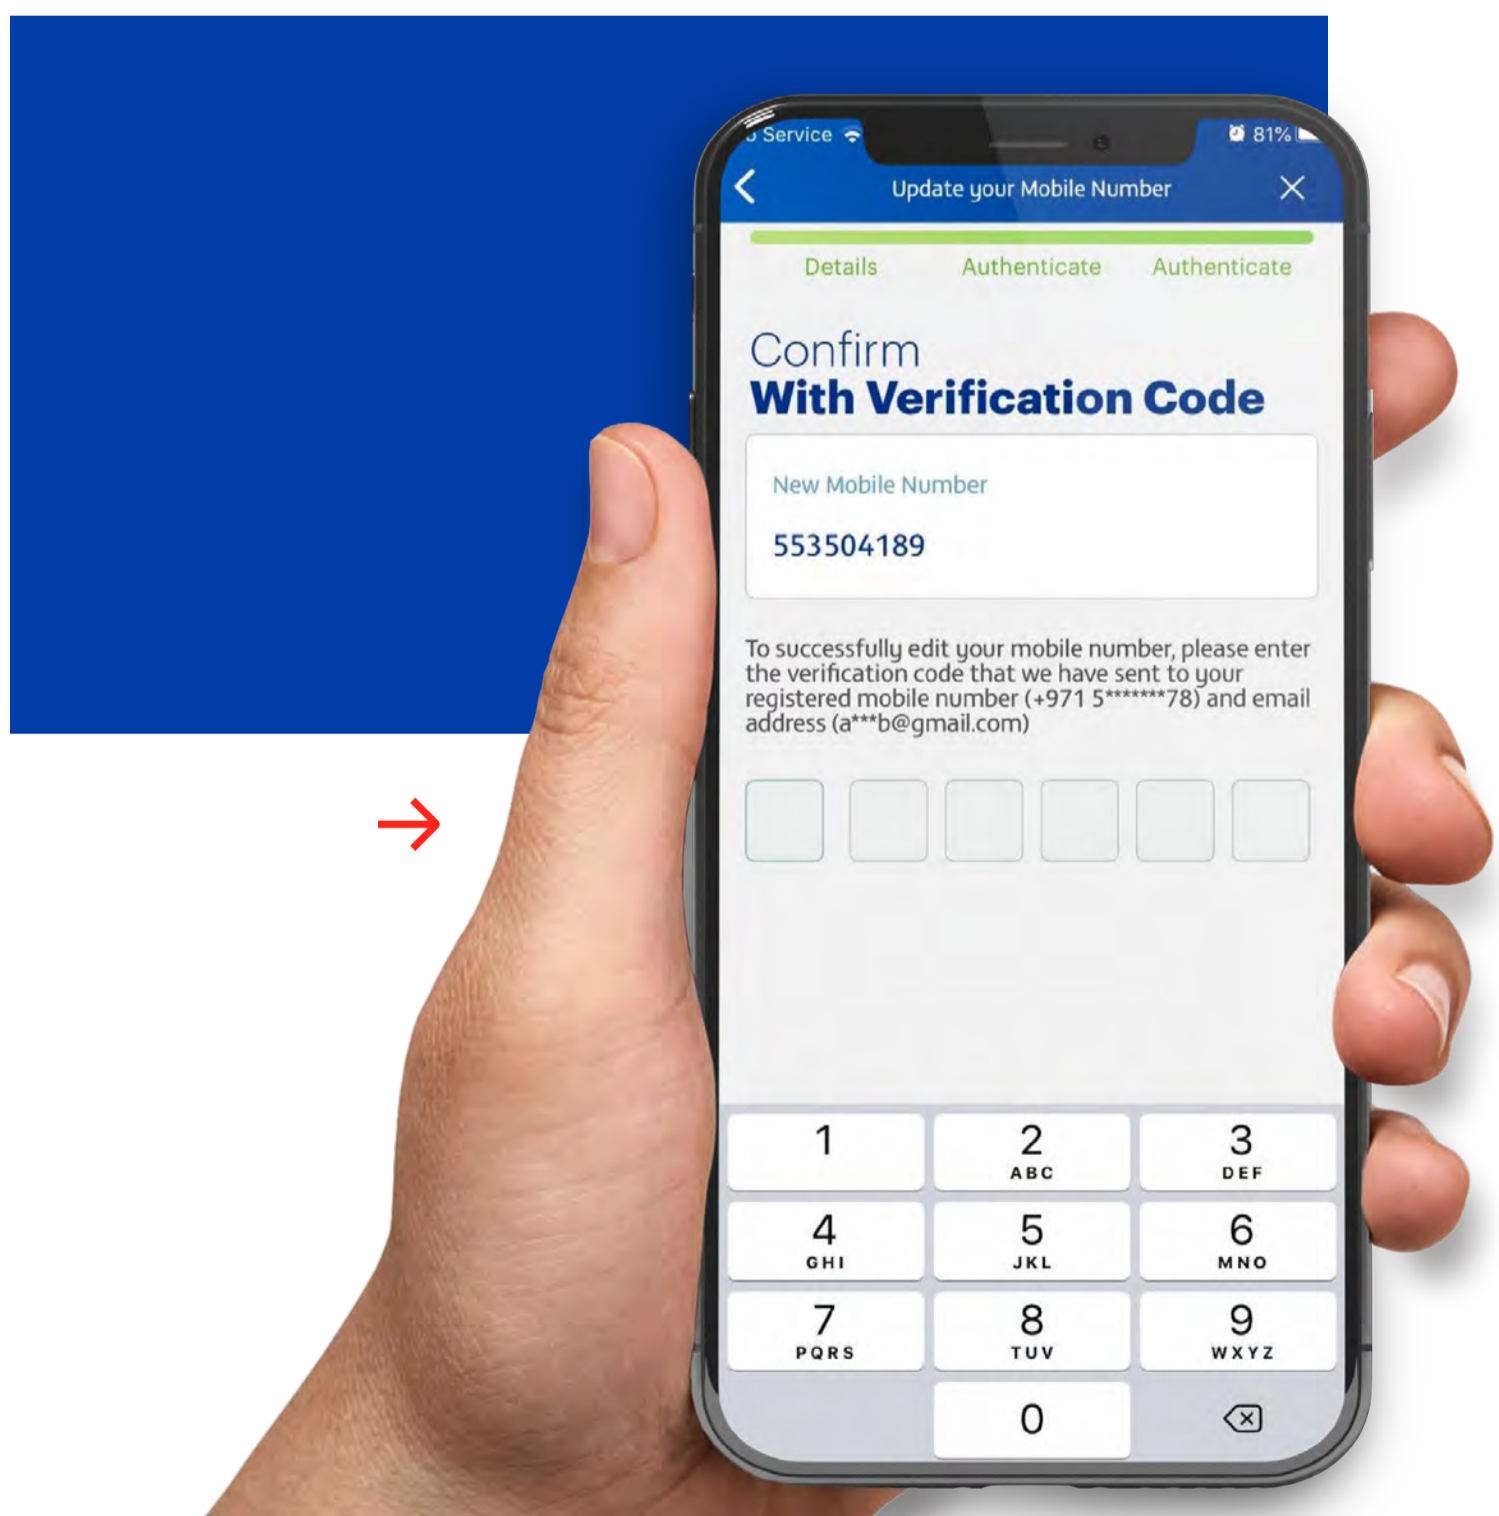 Service
81%
Update your Mobile Number
Details Authenticate Authenticate
Confirm
With Verification Code
New Mobile Number
553504189
To successfully edit your mobile number, please enter
the verification code that we have sent to your
registered mobile number (+971 5*******78) and email
address (a***b@gmail.com)
1 2 3
ABC DEF
4 5 6
GHI JKL MNO
7 8 9
PQRS TUV WXYZ
0